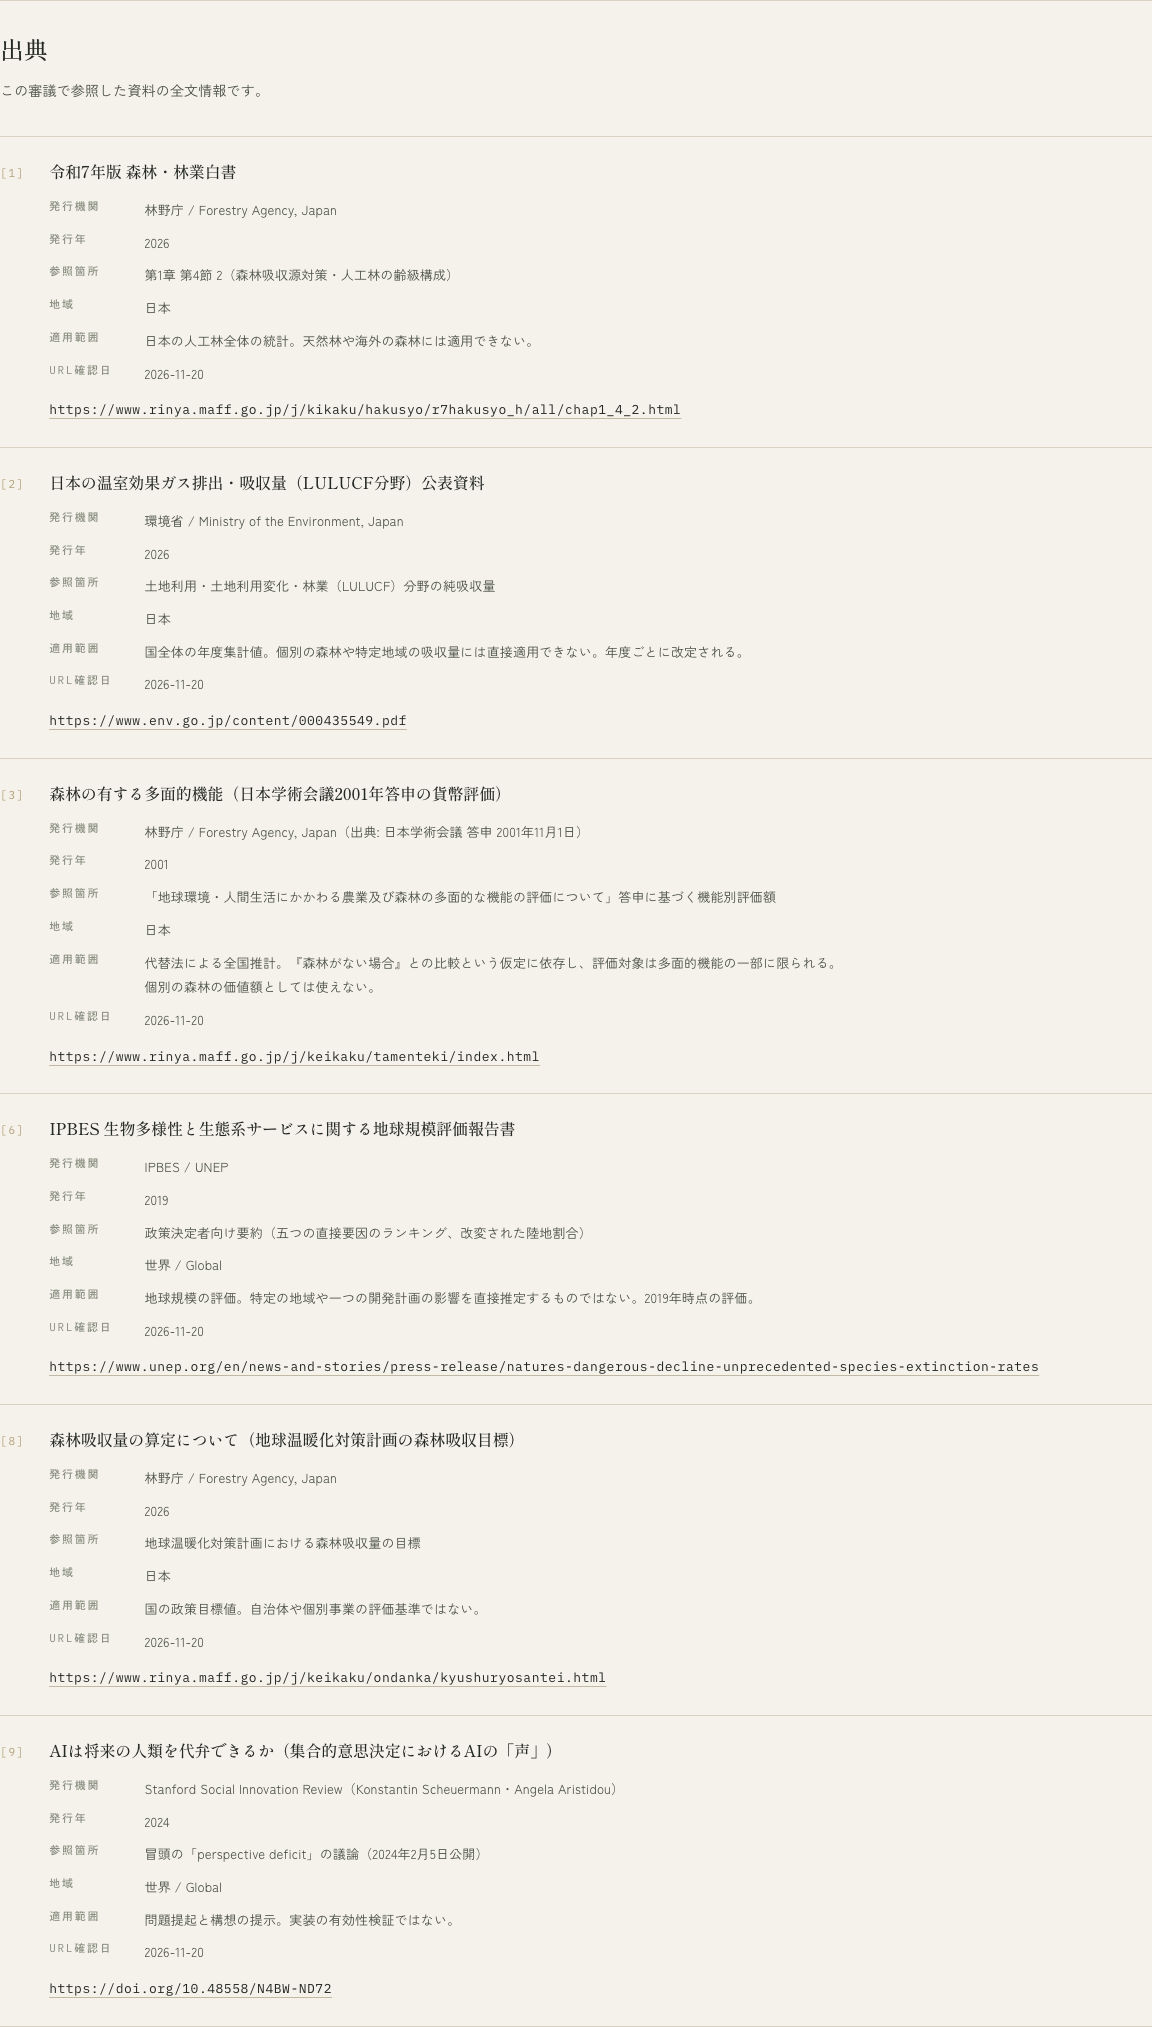 出典
この審議で参照した資料の全文情報です。
[1] 令和7年版 森林・林業白書
発行機関 林野庁 / Forestry Agency, Japan
発行年 2026
参照箇所 第1章 第4節 2（森林吸収源対策・人工林の齢級構成）
地域 日本
適用範囲 日本の人工林全体の統計。天然林や海外の森林には適用できない。
URL確認日 2026-11-20
https://www.rinya.maff.go.jp/j/kikaku/hakusyo/r7hakusyo_h/all/chap1_4_2.html
[2] 日本の温室効果ガス排出・吸収量（LULUCF分野）公表資料
発行機関 環境省 / Ministry of the Environment, Japan
発行年 2026
参照箇所 土地利用・土地利用変化・林業（LULUCF）分野の純吸収量
地域 日本
適用範囲 国全体の年度集計値。個別の森林や特定地域の吸収量には直接適用できない。年度ごとに改定される。
URL確認日 2026-11-20
https://www.env.go.jp/content/000435549.pdf
[3] 森林の有する多面的機能（日本学術会議2001年答申の貨幣評価）
発行機関 林野庁 / Forestry Agency, Japan（出典: 日本学術会議 答申 2001年11月1日）
発行年 2001
参照箇所 「地球環境・人間生活にかかわる農業及び森林の多面的な機能の評価について」答申に基づく機能別評価額
地域 日本
適用範囲 代替法による全国推計。『森林がない場合』との比較という仮定に依存し、評価対象は多面的機能の一部に限られる。
個別の森林の価値額としては使えない。
URL確認日 2026-11-20
https://www.rinya.maff.go.jp/j/keikaku/tamenteki/index.html
[6] IPBES 生物多様性と生態系サービスに関する地球規模評価報告書
発行機関 IPBES / UNEP
発行年 2019
参照箇所 政策決定者向け要約（五つの直接要因のランキング、改変された陸地割合）
地域 世界 / Global
適用範囲 地球規模の評価。特定の地域や一つの開発計画の影響を直接推定するものではない。2019年時点の評価。
URL確認日 2026-11-20
https://www.unep.org/en/news-and-stories/press-release/natures-dangerous-decline-unprecedented-species-extinction-rates
[8] 森林吸収量の算定について（地球温暖化対策計画の森林吸収目標）
発行機関 林野庁 / Forestry Agency, Japan
発行年 2026
参照箇所 地球温暖化対策計画における森林吸収量の目標
地域 日本
適用範囲 国の政策目標値。自治体や個別事業の評価基準ではない。
URL確認日 2026-11-20
https://www.rinya.maff.go.jp/j/keikaku/ondanka/kyushuryosantei.html
[9] AIは将来の人類を代弁できるか（集合的意思決定におけるAIの「声」）
発行機関 Stanford Social Innovation Review（Konstantin Scheuermann・Angela Aristidou）
発行年 2024
参照箇所 冒頭の「perspective deficit」の議論（2024年2月5日公開）
地域 世界 / Global
適用範囲 問題提起と構想の提示。実装の有効性検証ではない。
URL確認日 2026-11-20
https://doi.org/10.48558/N4BW-ND72